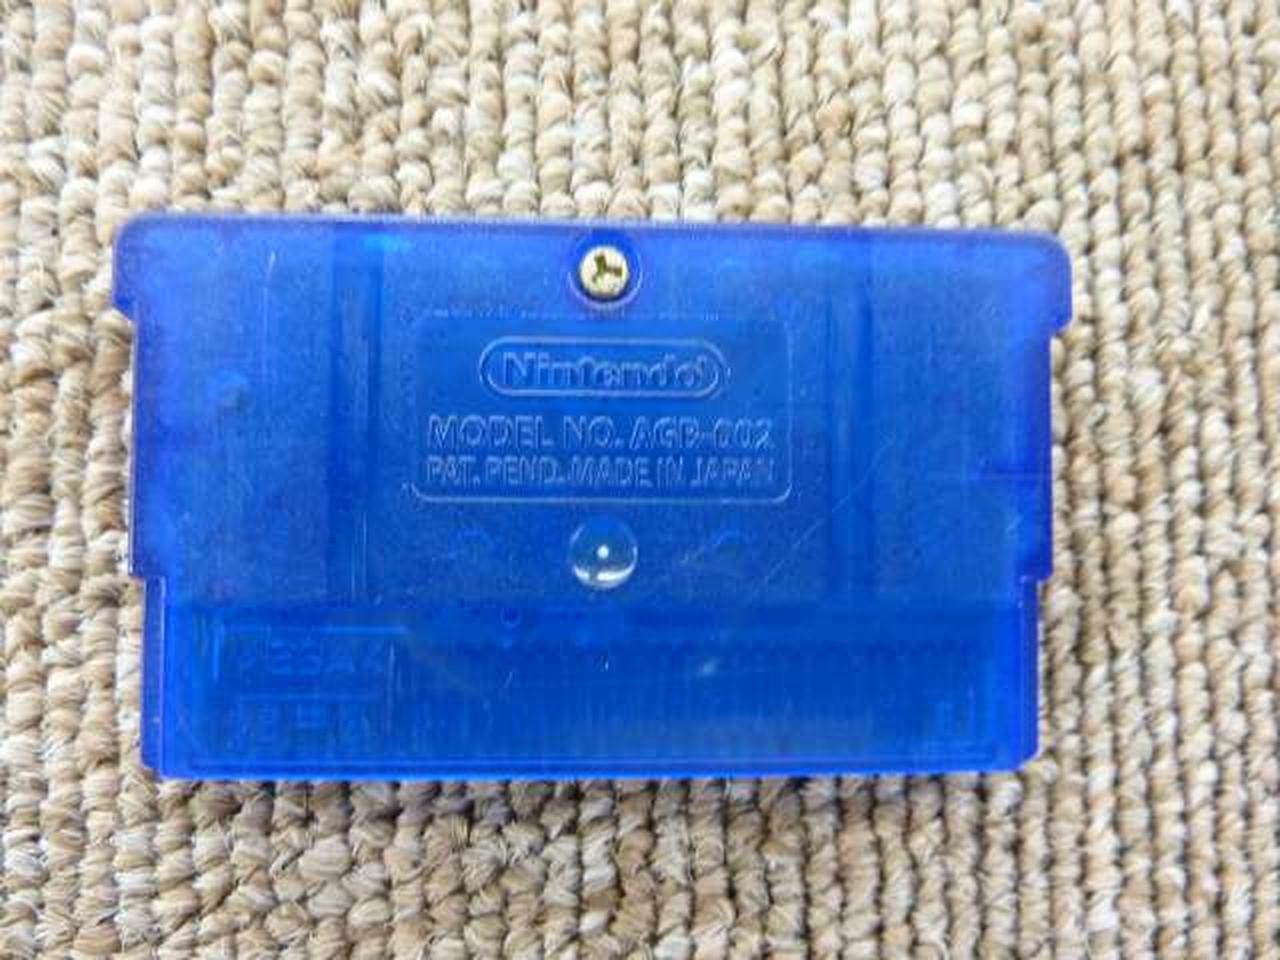 Nintendo
MODEL NO. AGB-002
PAT. PEND. MADE IN JAPAN